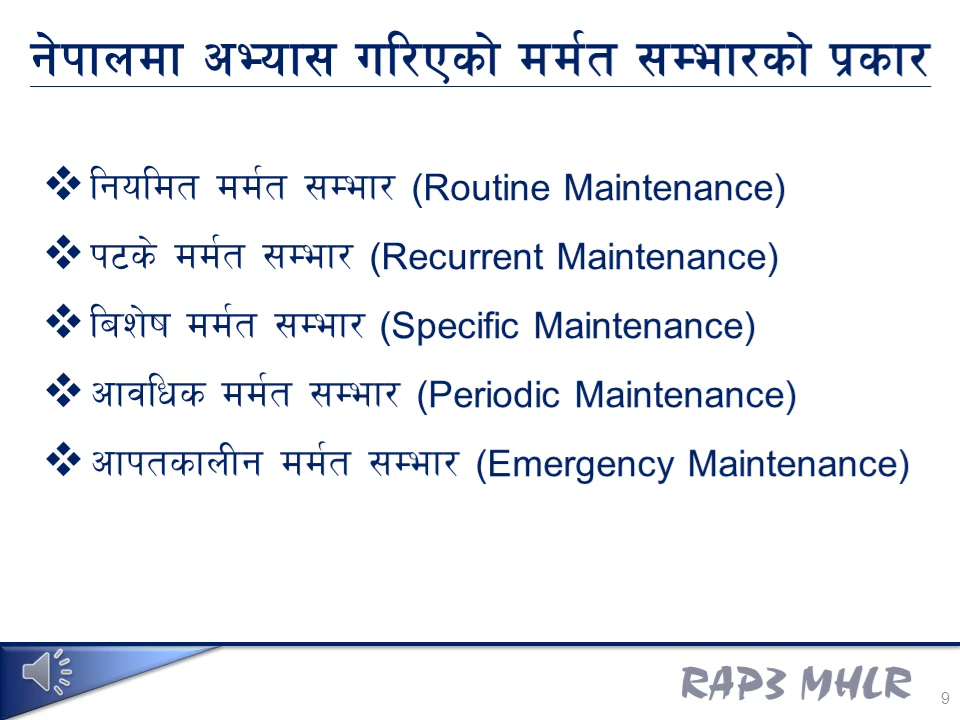 नेपालमा अभ्यास गरिएको मर्मत सम्भारको प्रकार
❖ नियमित मर्मत सम्भार (Routine Maintenance)
❖ पटके मर्मत सम्भार (Recurrent Maintenance)
❖ बिशेष मर्मत सम्भार (Specific Maintenance)
❖ आवधिक मर्मत सम्भार (Periodic Maintenance)
❖ आपतकालीन मर्मत सम्भार (Emergency Maintenance)
RAP3 MHLR
9